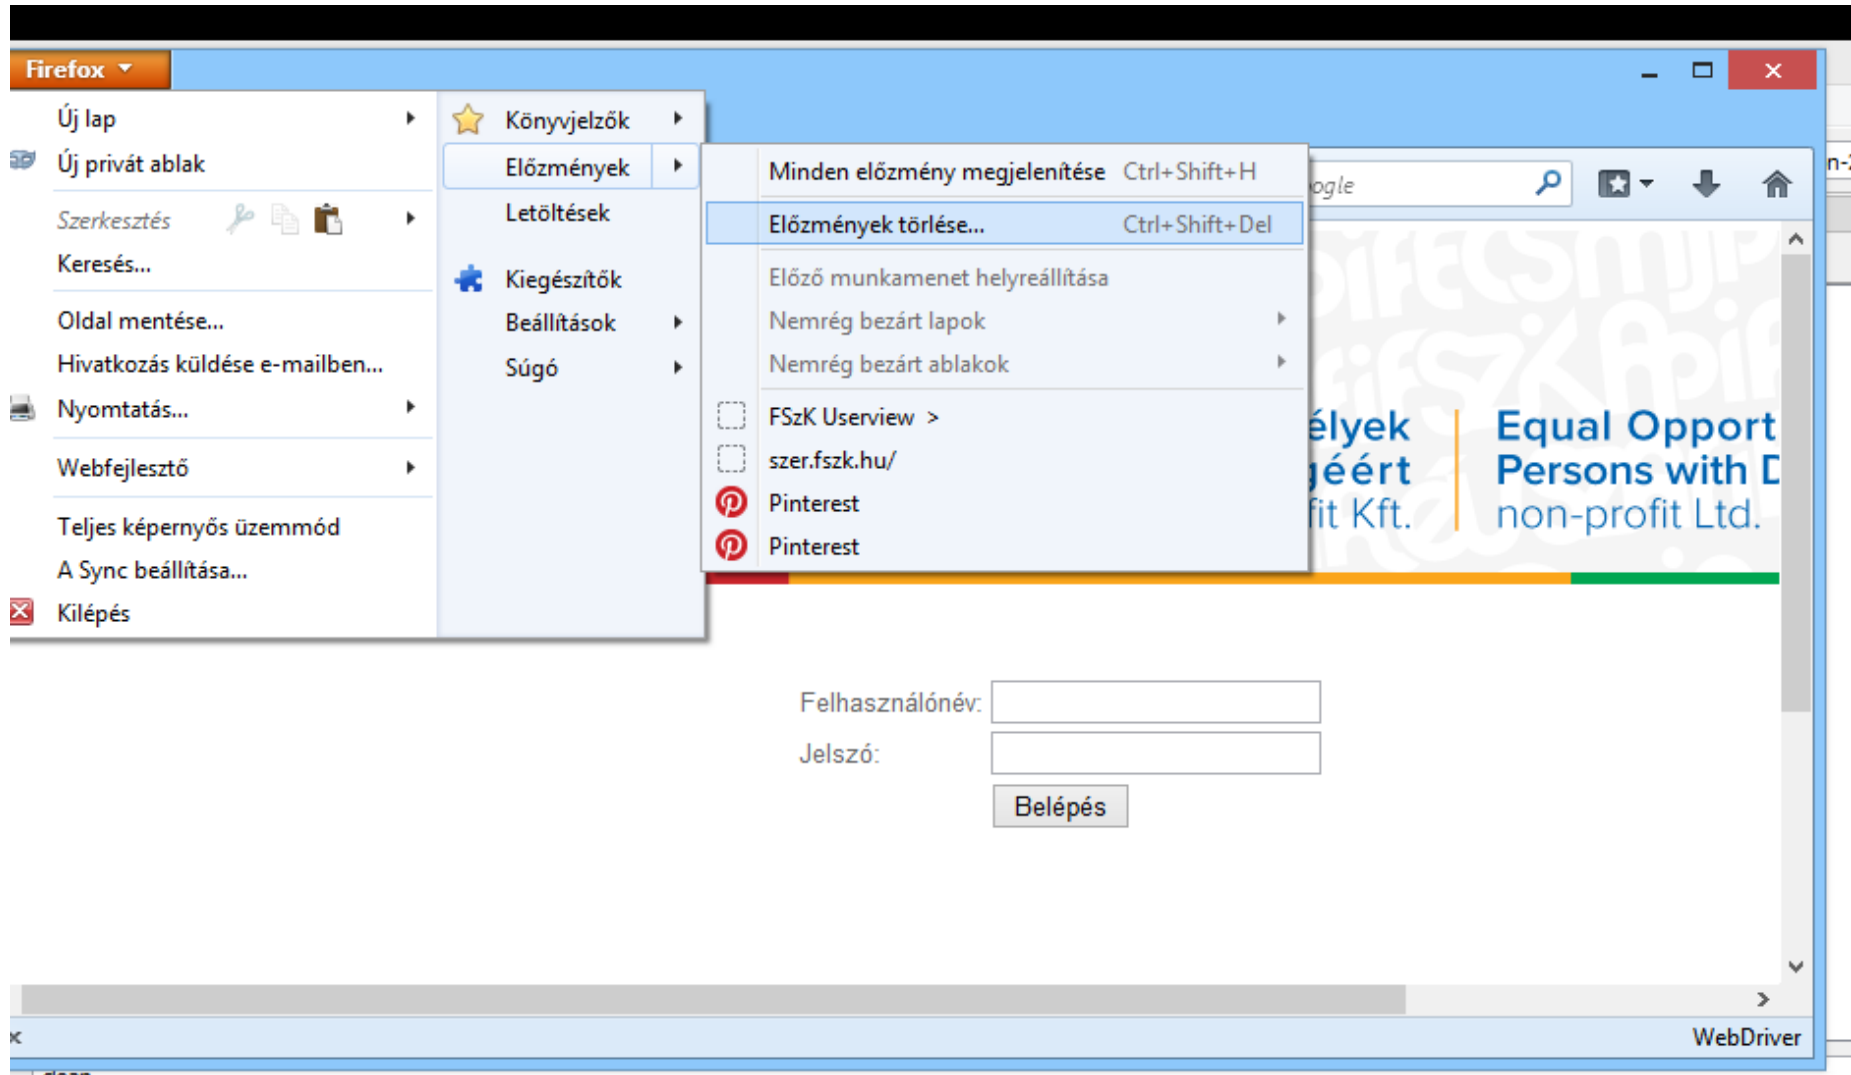 Firefox
Új lap
Új privát ablak
Szerkesztés
Keresés...
Oldal mentése...
Hivatkozás küldése e-mailben...
Nyomtatás...
Webfejlesztő
Teljes képernyős üzemmód
A Sync beállítása...
Kilépés
Könyvjelzők
Előzmények
Letöltések
Kiegészítők
Beállítások
Súgó
Minden előzmény megjelenítése Ctrl+Shift+H
Előzmények törlése... Ctrl+Shift+Del
Előző munkamenet helyreállítása
Nemrég bezárt lapok
Nemrég bezárt ablakok
FSzK Userview >
szer.fszk.hu/
Pinterest
Pinterest
ogle
n-
élyek
géért
fit Kft.
Equal Opport
Persons with D
non-profit Ltd.
Felhasználónév:
Jelszó:
Belépés
x
WebDriver